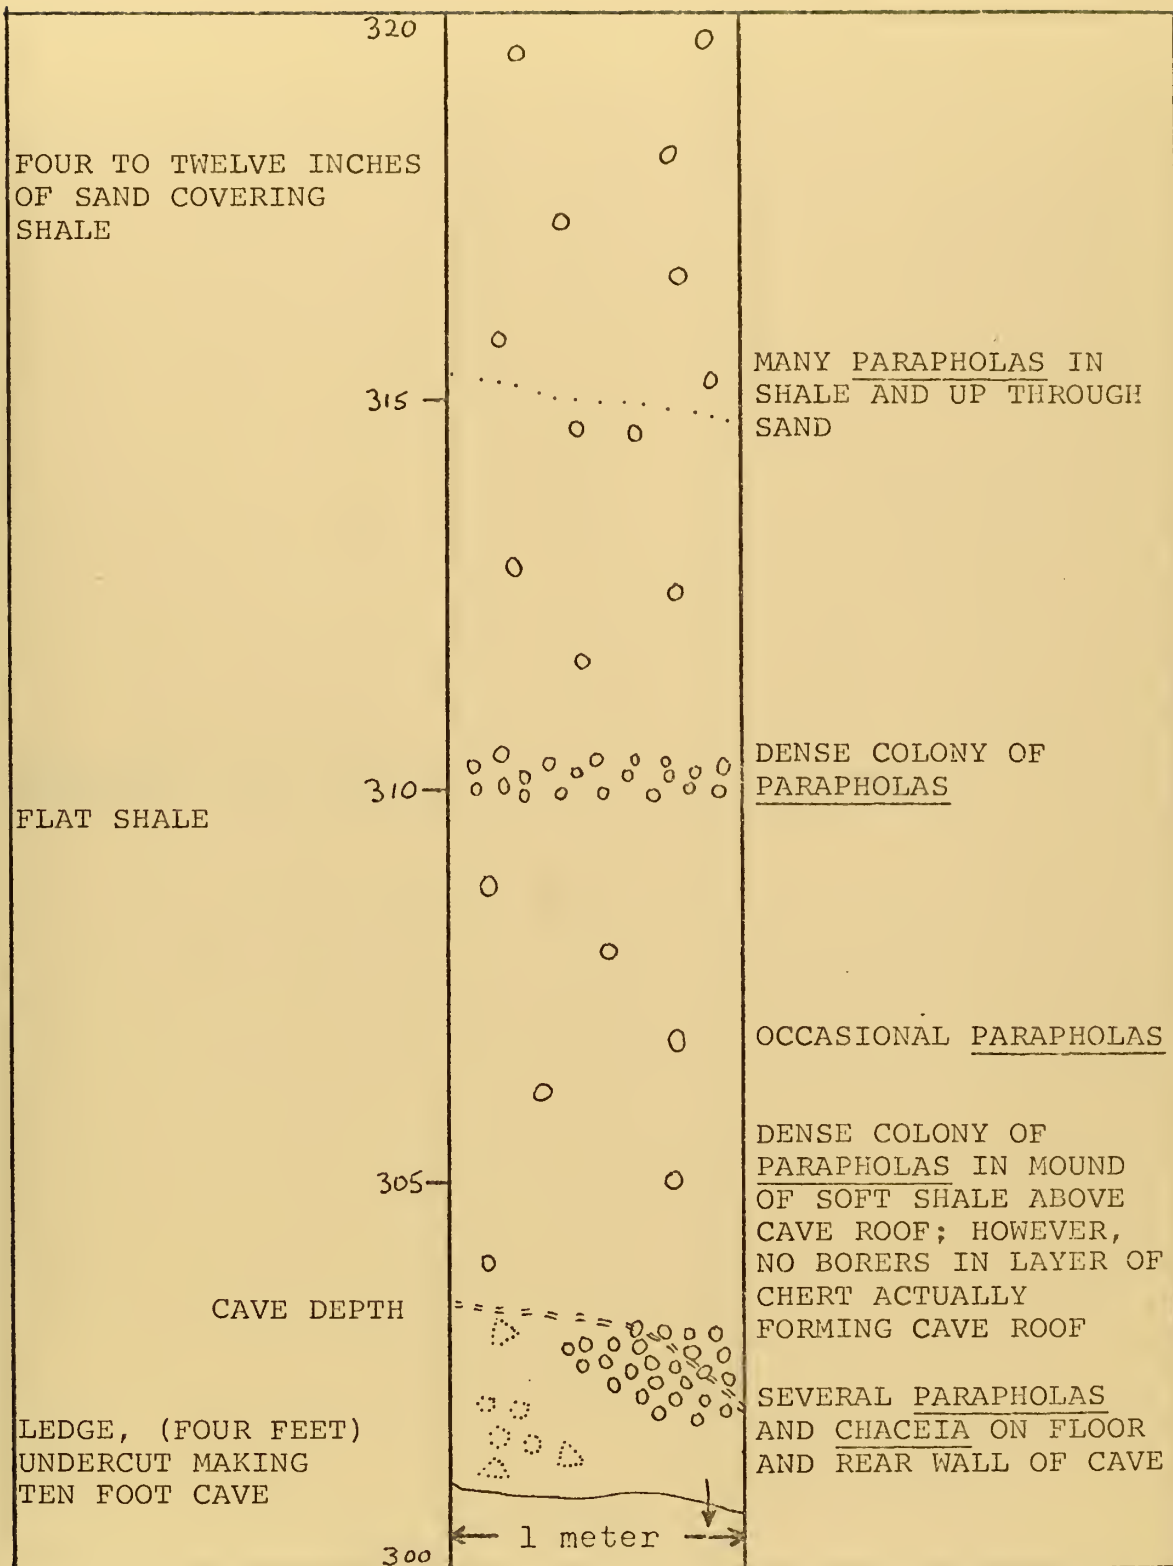 320
FOUR TO TWELVE INCHES
OF SAND COVERING
SHALE
MANY PARAPHOLAS IN
SHALE AND UP THROUGH
SAND
315
DENSE COLONY OF
PARAPHOLAS
310
FLAT SHALE
OCCASIONAL PARAPHOLAS
305
DENSE COLONY OF
PARAPHOLAS IN MOUND
OF SOFT SHALE ABOVE
CAVE ROOF; HOWEVER,
NO BORERS IN LAYER OF
CHERT ACTUALLY
FORMING CAVE ROOF
CAVE DEPTH
SEVERAL PARAPHOLAS
AND CHACEIA ON FLOOR
AND REAR WALL OF CAVE
LEDGE, (FOUR FEET)
UNDERCUT MAKING
TEN FOOT CAVE
1 meter
300